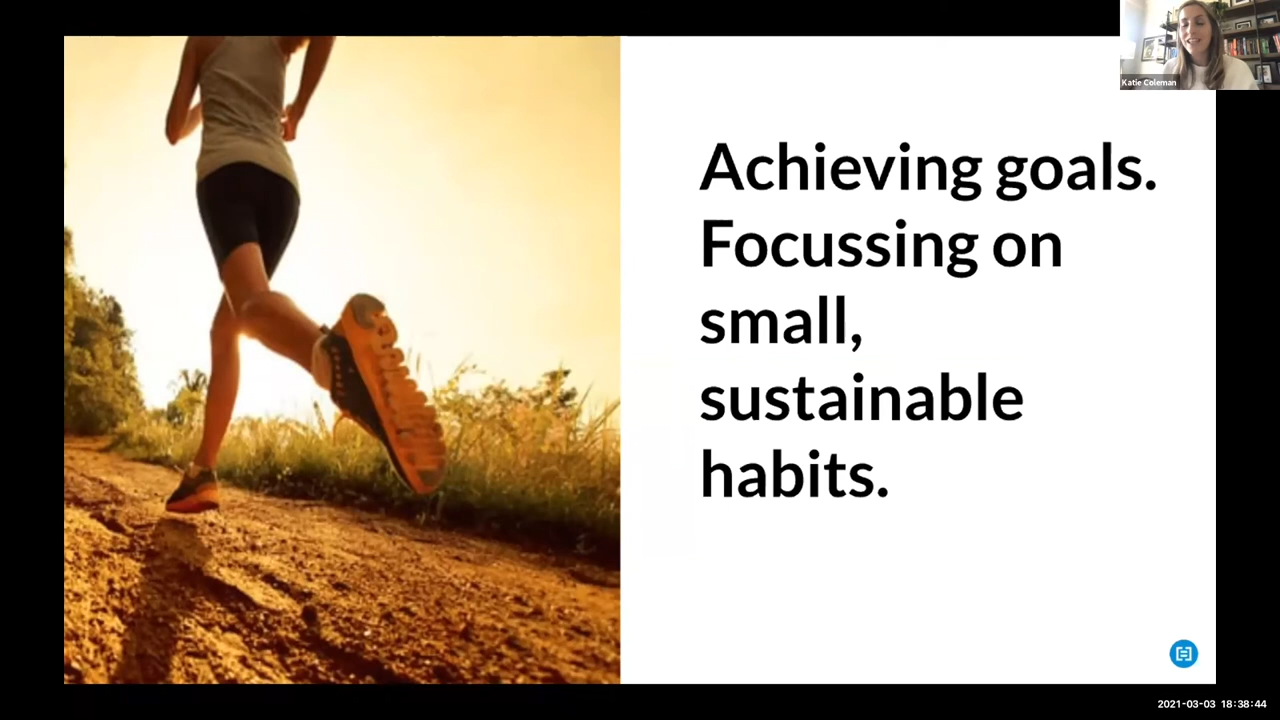 Katie Coleman
Achieving goals.
Focussing on
small,
sustainable
habits.
2021-03-03 18:38:44